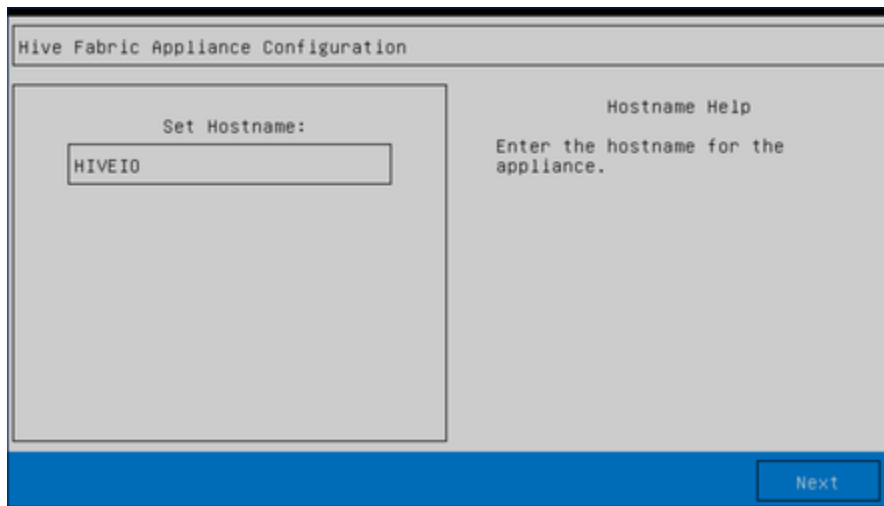 Hive Fabric Appliance Configuration
Set Hostname:
HIVEIO
Hostname Help
Enter the hostname for the
appliance.
Next